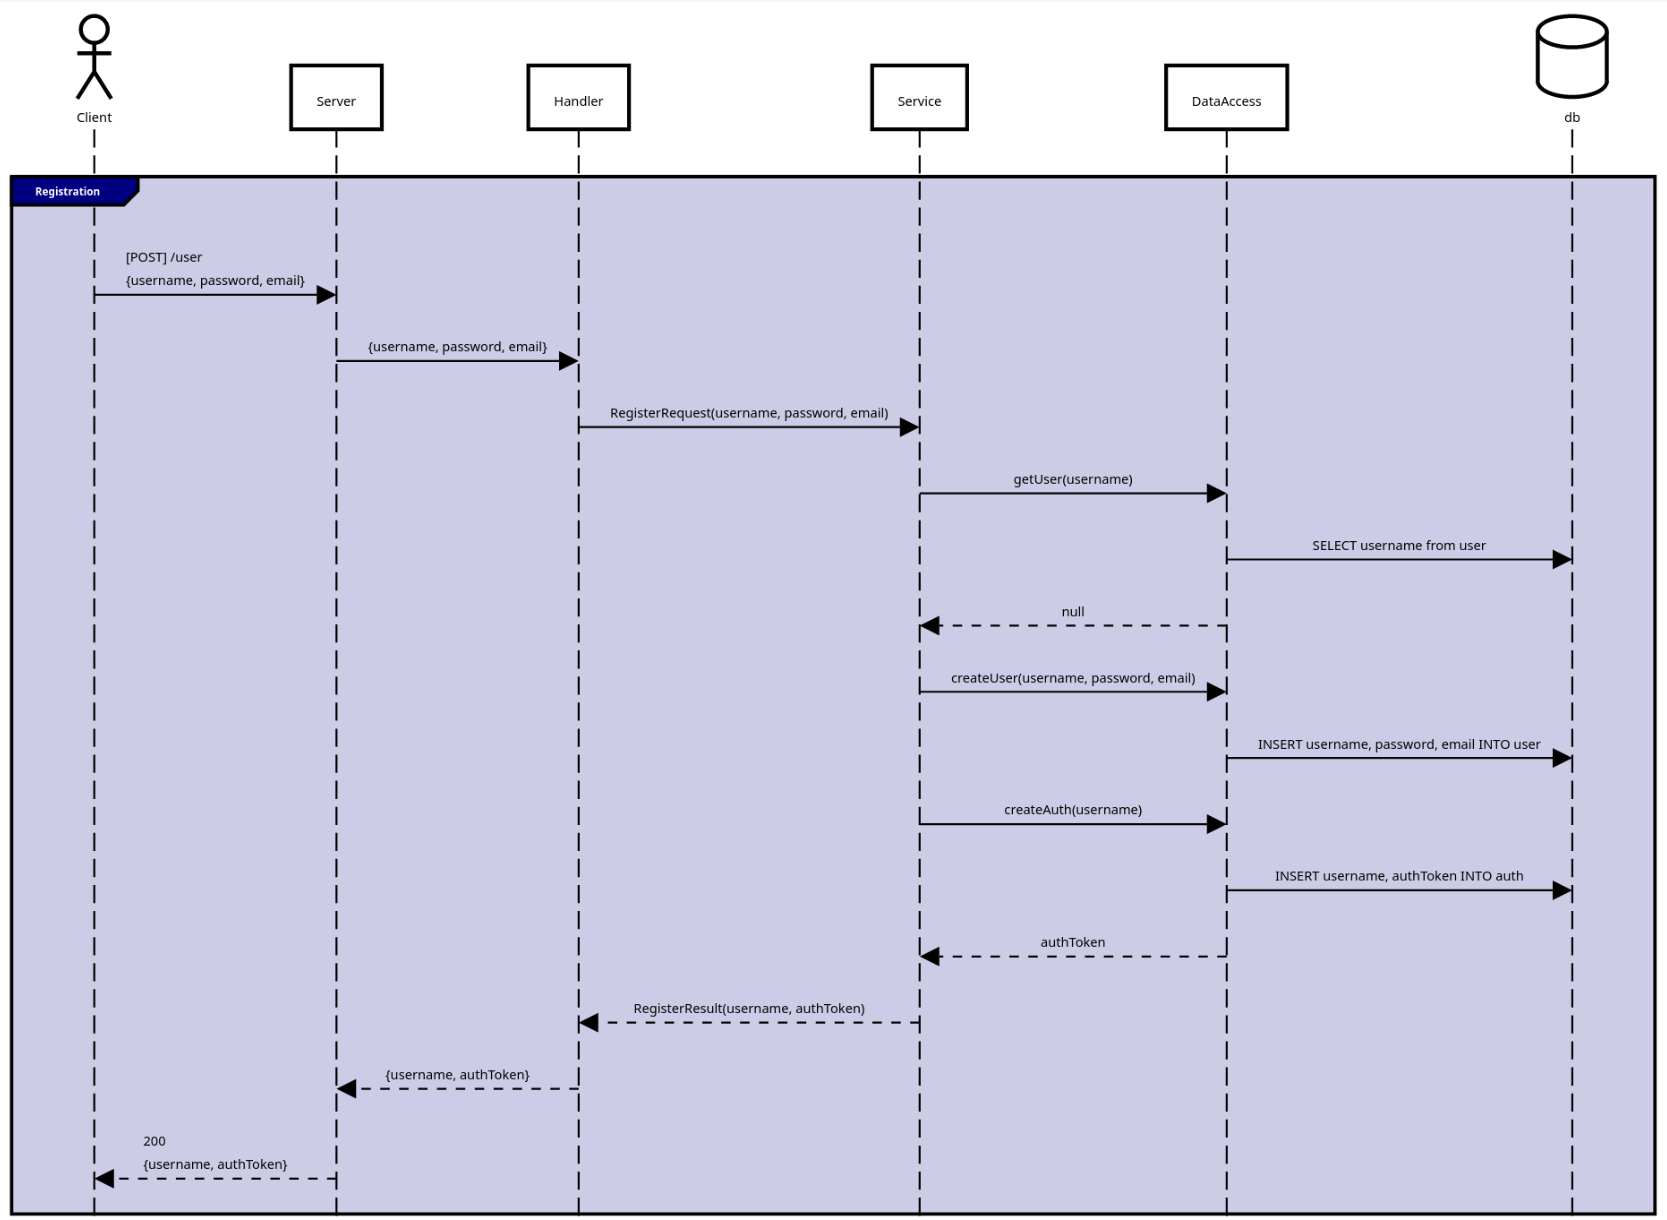 Client
Server
Handler
Service
DataAccess
db
Registration
[POST] /user
{username, password, email}
{username, password, email}
RegisterRequest(username, password, email)
getUser(username)
SELECT username from user
null
createUser(username, password, email)
INSERT username, password, email INTO user
createAuth(username)
INSERT username, authToken INTO auth
authToken
RegisterResult(username, authToken)
{username, authToken}
200
{username, authToken}